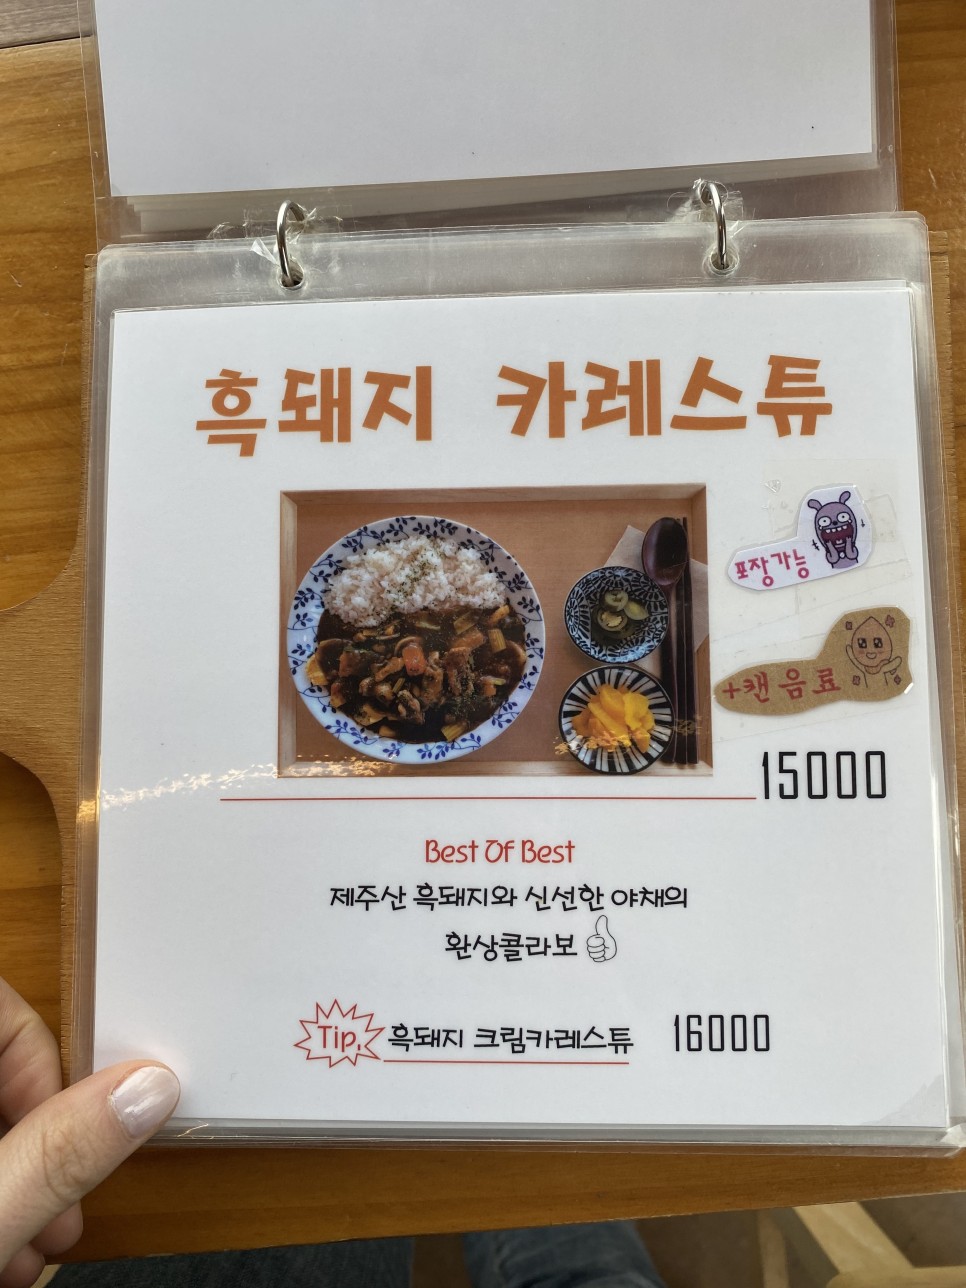 흑돼지 카레스튜
포장가능
+캔음료
15000
Best Of Best
제주산 흑돼지와 신선한 야채의
환상콜라보
Tip. 흑돼지 크림카레스튜 16000